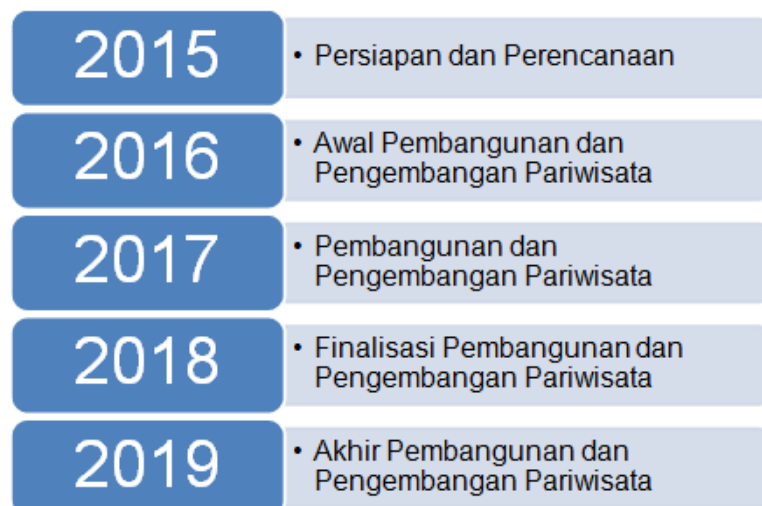 2015
• Persiapan dan Perencanaan
2016
• Awal Pembangunan dan
Pengembangan Pariwisata
2017
• Pembangunan dan
Pengembangan Pariwisata
2018
• Finalisasi Pembangunan dan
Pengembangan Pariwisata
2019
• Akhir Pembangunan dan
Pengembangan Pariwisata